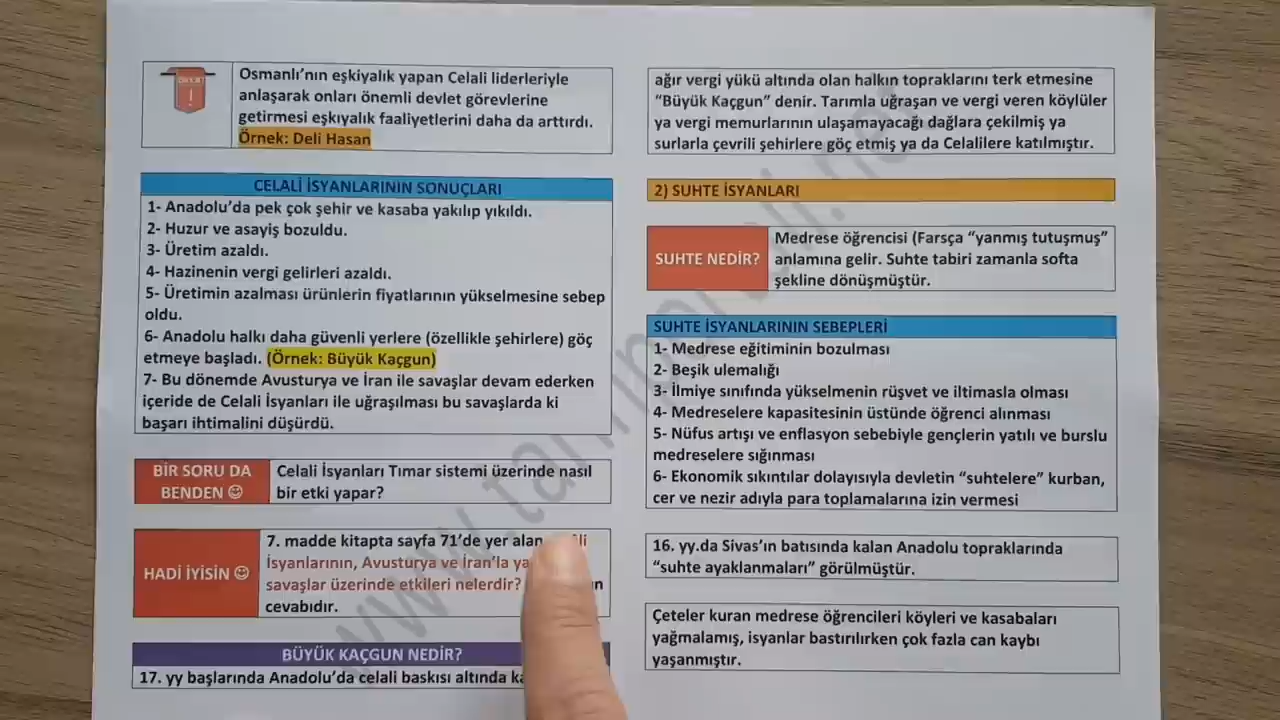 Osmanlı’nın eşkiyalık yapan Celali liderleriyle
anlaşarak onları önemli devlet görevlerine
getirmesi eşkıyalık faaliyetlerini daha da arttırdı.
Örnek: Deli Hasan
CELALİ İSYANLARININ SONUÇLARI
1- Anadolu’da pek çok şehir ve kasaba yakılıp yıkıldı.
2- Huzur ve asayiş bozuldu.
3- Üretim azaldı.
4- Hazinenin vergi gelirleri azaldı.
5- Üretimin azalması ürünlerin fiyatlarının yükselmesine sebep
oldu.
6- Anadolu halkı daha güvenli yerlere (özellikle şehirlere) göç
etmeye başladı. (Örnek: Büyük Kaçgun)
7- Bu dönemde Avusturya ve İran ile savaşlar devam ederken
içeride de Celali İsyanları ile uğraşılması bu savaşlarda ki
başarı ihtimalini düşürdü.
BİR SORU DA
BENDEN ☺
Celali İsyanları Tımar sistemi üzerinde nasıl
bir etki yapar?
HADİ İYİSİN ☺
7. madde kitapta sayfa 71’de yer alan
İsyanlarının, Avusturya ve İran’la
savaşlar üzerinde etkileri nelerdir?
cevabıdır.
BÜYÜK KAÇGUN NEDİR?
17. yy başlarında Anadolu’da celali baskısı altında
ağır vergi yükü altında olan halkın topraklarını terk etmesine
“Büyük Kaçgun” denir. Tarımla uğraşan ve vergi veren köylüler
ya vergi memurlarının ulaşamayacağı dağlara çekilmiş ya
surlarla çevrili şehirlere göç etmiş ya da Celalilere katılmıştır.
2) SUHTE İSYANLARI
SUHTE NEDİR?
Medrese öğrencisi (Farsça “yanmış tutuşmuş”
anlamına gelir. Suhte tabiri zamanla softa
şekline dönüşmüştür.
SUHTE İSYANLARININ SEBEPLERİ
1- Medrese eğitiminin bozulması
2- Beşik ulemalığı
3- İlmiye sınıfında yükselmenin rüşvet ve iltimasla olması
4- Medreselere kapasitesinin üstünde öğrenci alınması
5- Nüfus artışı ve enflasyon sebebiyle gençlerin yatılı ve burslu
medreselere sığınması
6- Ekonomik sıkıntılar dolayısıyla devletin “suhtelere” kurban,
cer ve nezir adıyla para toplamalarına izin vermesi
16. yy.da Sivas’ın batısında kalan Anadolu topraklarında
“suhte ayaklanmaları” görülmüştür.
Çeteler kuran medrese öğrencileri köyleri ve kasabaları
yağmalamış, isyanlar bastırılırken çok fazla can kaybı
yaşanmıştır.